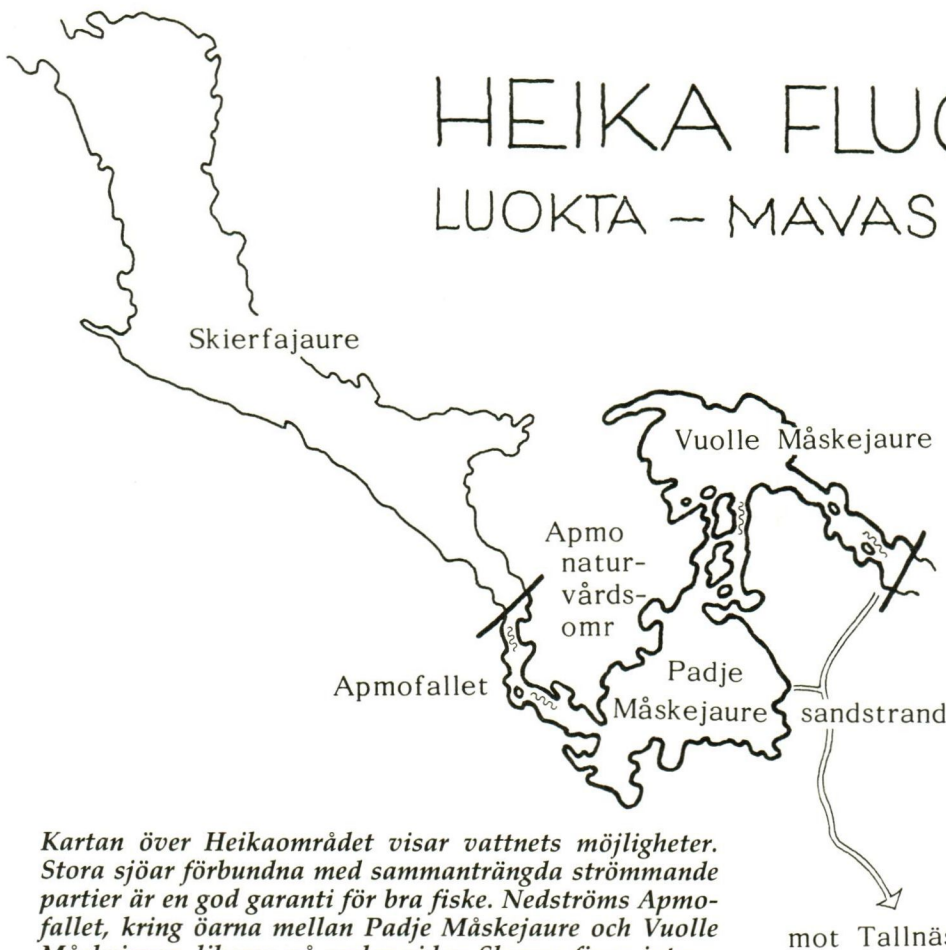 HEIKA
LUOKTA – MAVAS
Skierfajaure
Vuolle Måskejaure
Apmo
natur-
vårds-
omr
Padje
Måskejaure
Apmofallet
sandstrand
Kartan över Heikaområdet visar vattnets möjligheter.
Stora sjöar förbundna med sammanträngda strömmande
partier är en god garanti för bra fiske. Nedströms Apmo-
fallet, kring öarna mellan Padje Måskejaure och Vuolle
mot